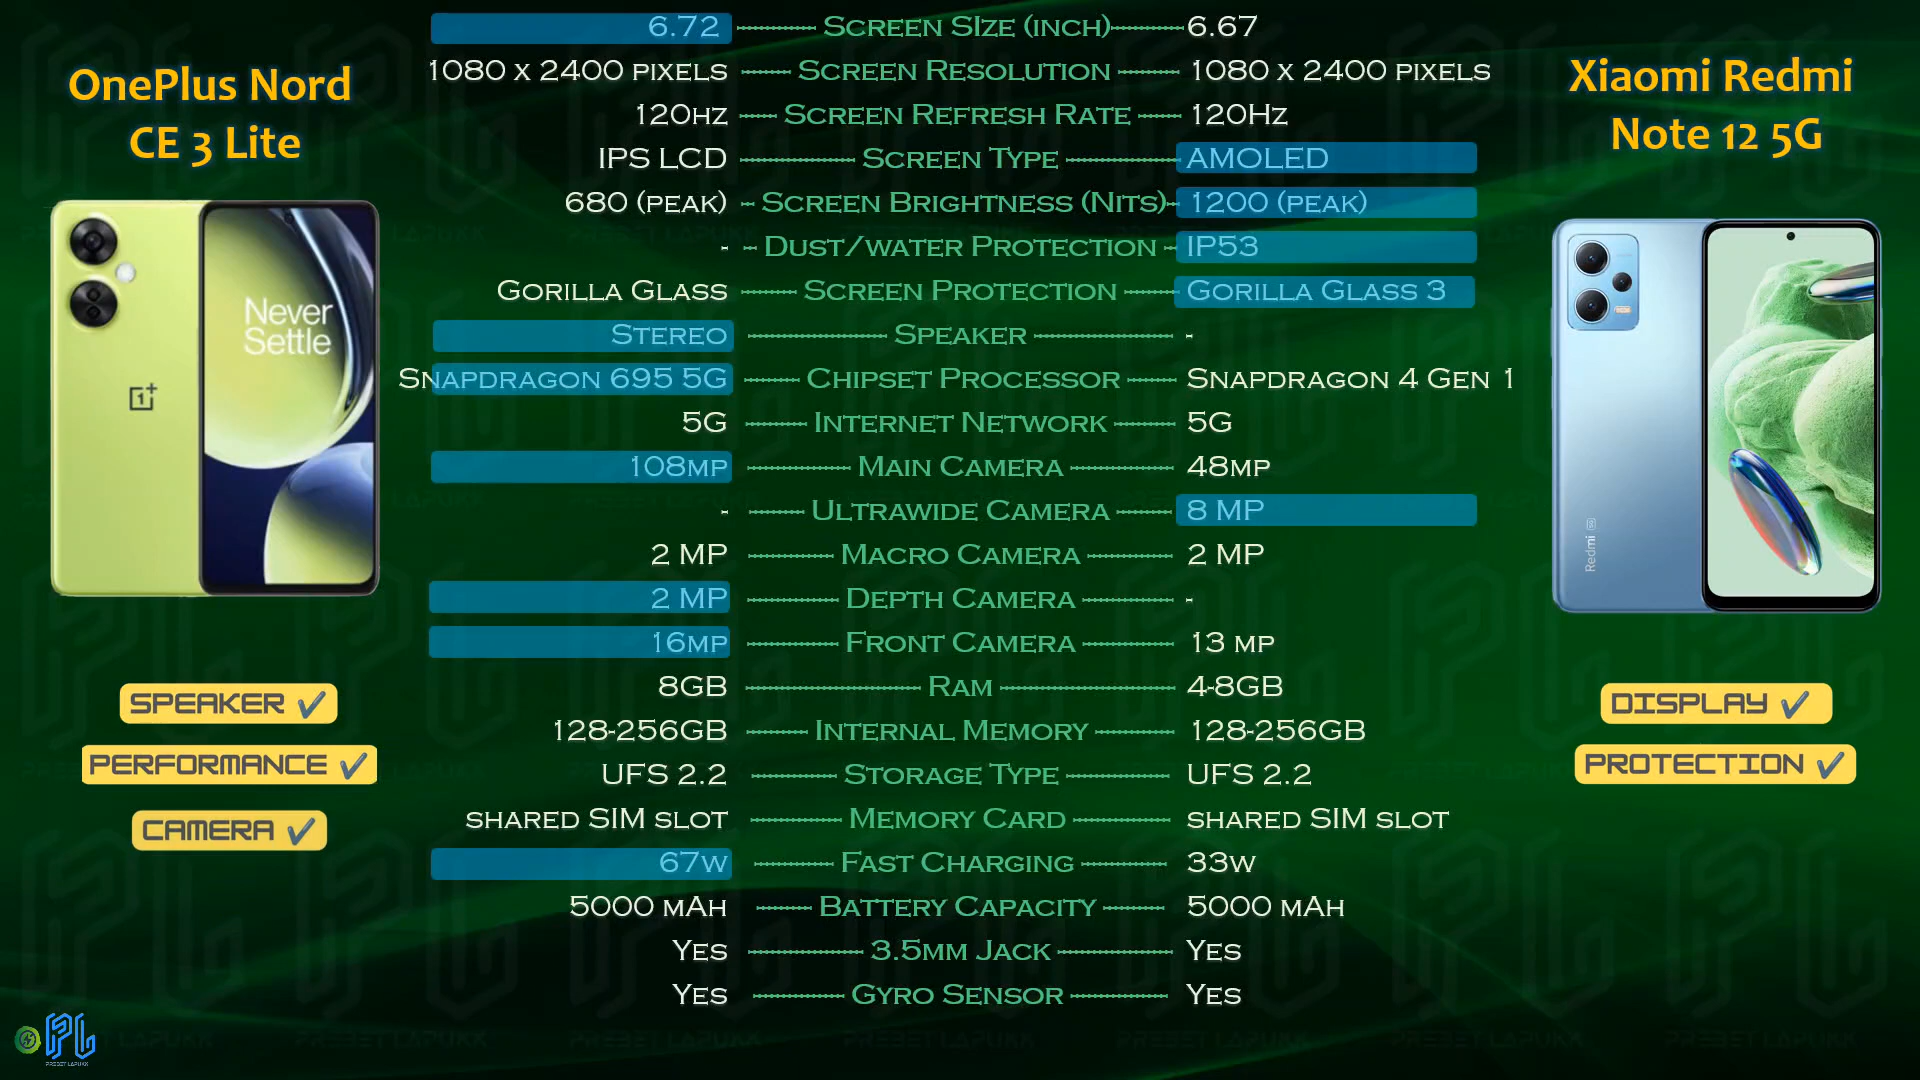 OnePlus Nord
CE 3 Lite
Xiaomi Redmi
Note 12 5G
6.72 Screen SIze (inch) 6.67
1080 x 2400 pixels Screen Resolution 1080 x 2400 pixels
120hz Screen Refresh Rate 120Hz
IPS LCD Screen Type AMOLED
680 (peak) Screen Brightness (Nits) 1200 (peak)
- Dust/water Protection IP53
Gorilla Glass Screen Protection Gorilla Glass 3
Stereo Speaker -
Snapdragon 695 5G Chipset Processor Snapdragon 4 Gen 1
5G Internet Network 5G
108mp Main Camera 48mp
- Ultrawide Camera 8 MP
2 MP Macro Camera 2 MP
2 MP Depth Camera -
16mp Front Camera 13 mp
8GB Ram 4-8GB
128-256GB Internal Memory 128-256GB
UFS 2.2 Storage Type UFS 2.2
shared SIM slot Memory Card shared SIM slot
67w Fast Charging 33w
5000 mAh Battery Capacity 5000 mAh
Yes 3.5mm Jack Yes
Yes Gyro Sensor Yes
Never
Settle
1+
Redmi 5G
SPEAKER ✓
PERFORMANCE ✓
CAMERA ✓
DISPLAY ✓
PROTECTION ✓
PL
PREBET LAPUKK